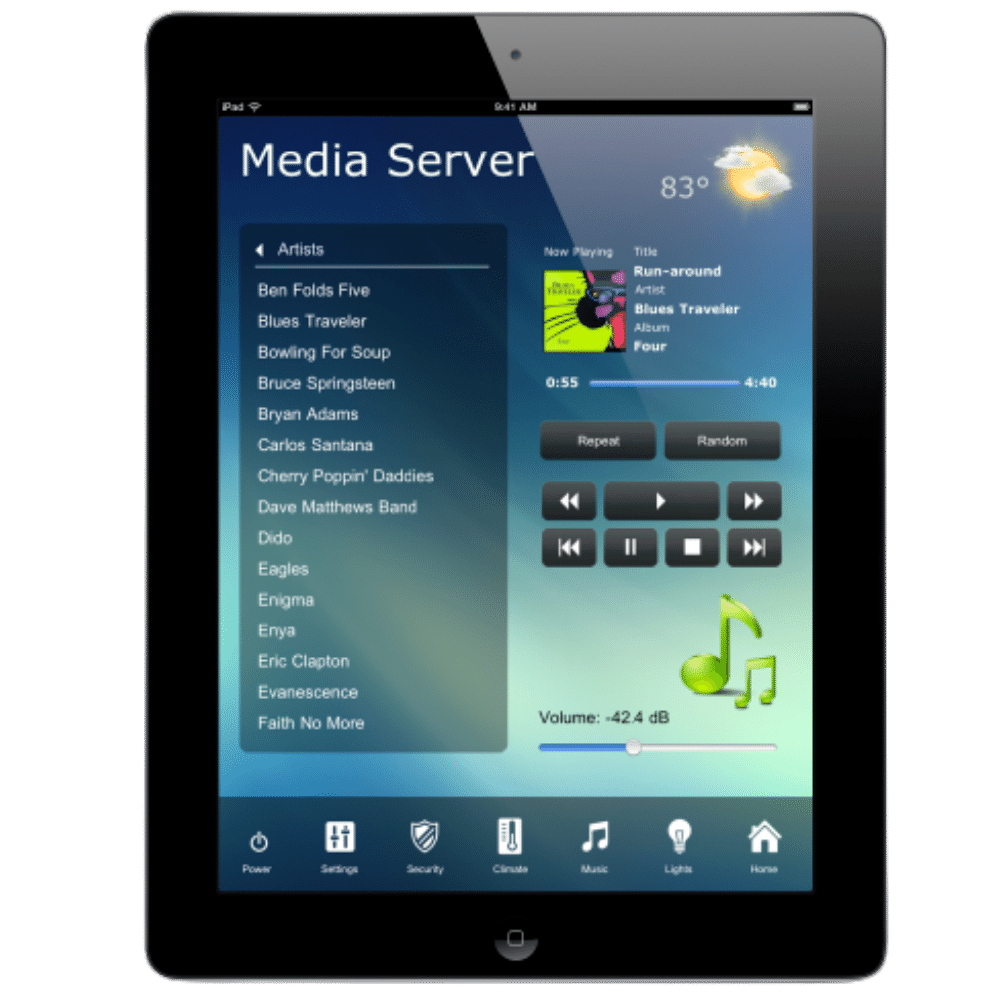 iPad
9:41 AM
Media Server
83°
Artists
Ben Folds Five
Blues Traveler
Bowling For Soup
Bruce Springsteen
Bryan Adams
Carlos Santana
Cherry Poppin' Daddies
Dave Matthews Band
Dido
Eagles
Enigma
Enya
Eric Clapton
Evanescence
Faith No More
Now Playing
BLUES
TRAVELER
four
Title
Run-around
Artist
Blues Traveler
Album
Four
0:55
4:40
Repeat
Random
Volume: -42.4 dB
Power
Settings
Security
Climate
Music
Lights
Home